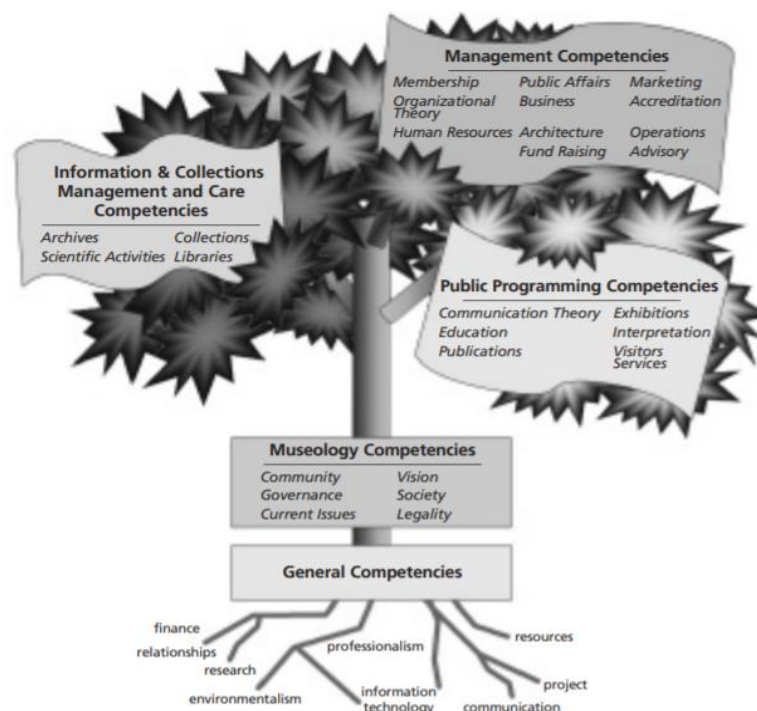 Management Competencies
Membership Public Affairs Marketing
Organizational Theory Business Accreditation
Human Resources Architecture Operations
Fund Raising Advisory
Information & Collections
Management and Care
Competencies
Archives Collections
Scientific Activities Libraries
Public Programming Competencies
Communication Theory Exhibitions
Education Interpretation
Publications Visitors
Services
Museology Competencies
Community Vision
Governance Society
Current Issues Legality
General Competencies
finance
relationships
research
environmentalism
professionalism
information
technology
resources
project
communication